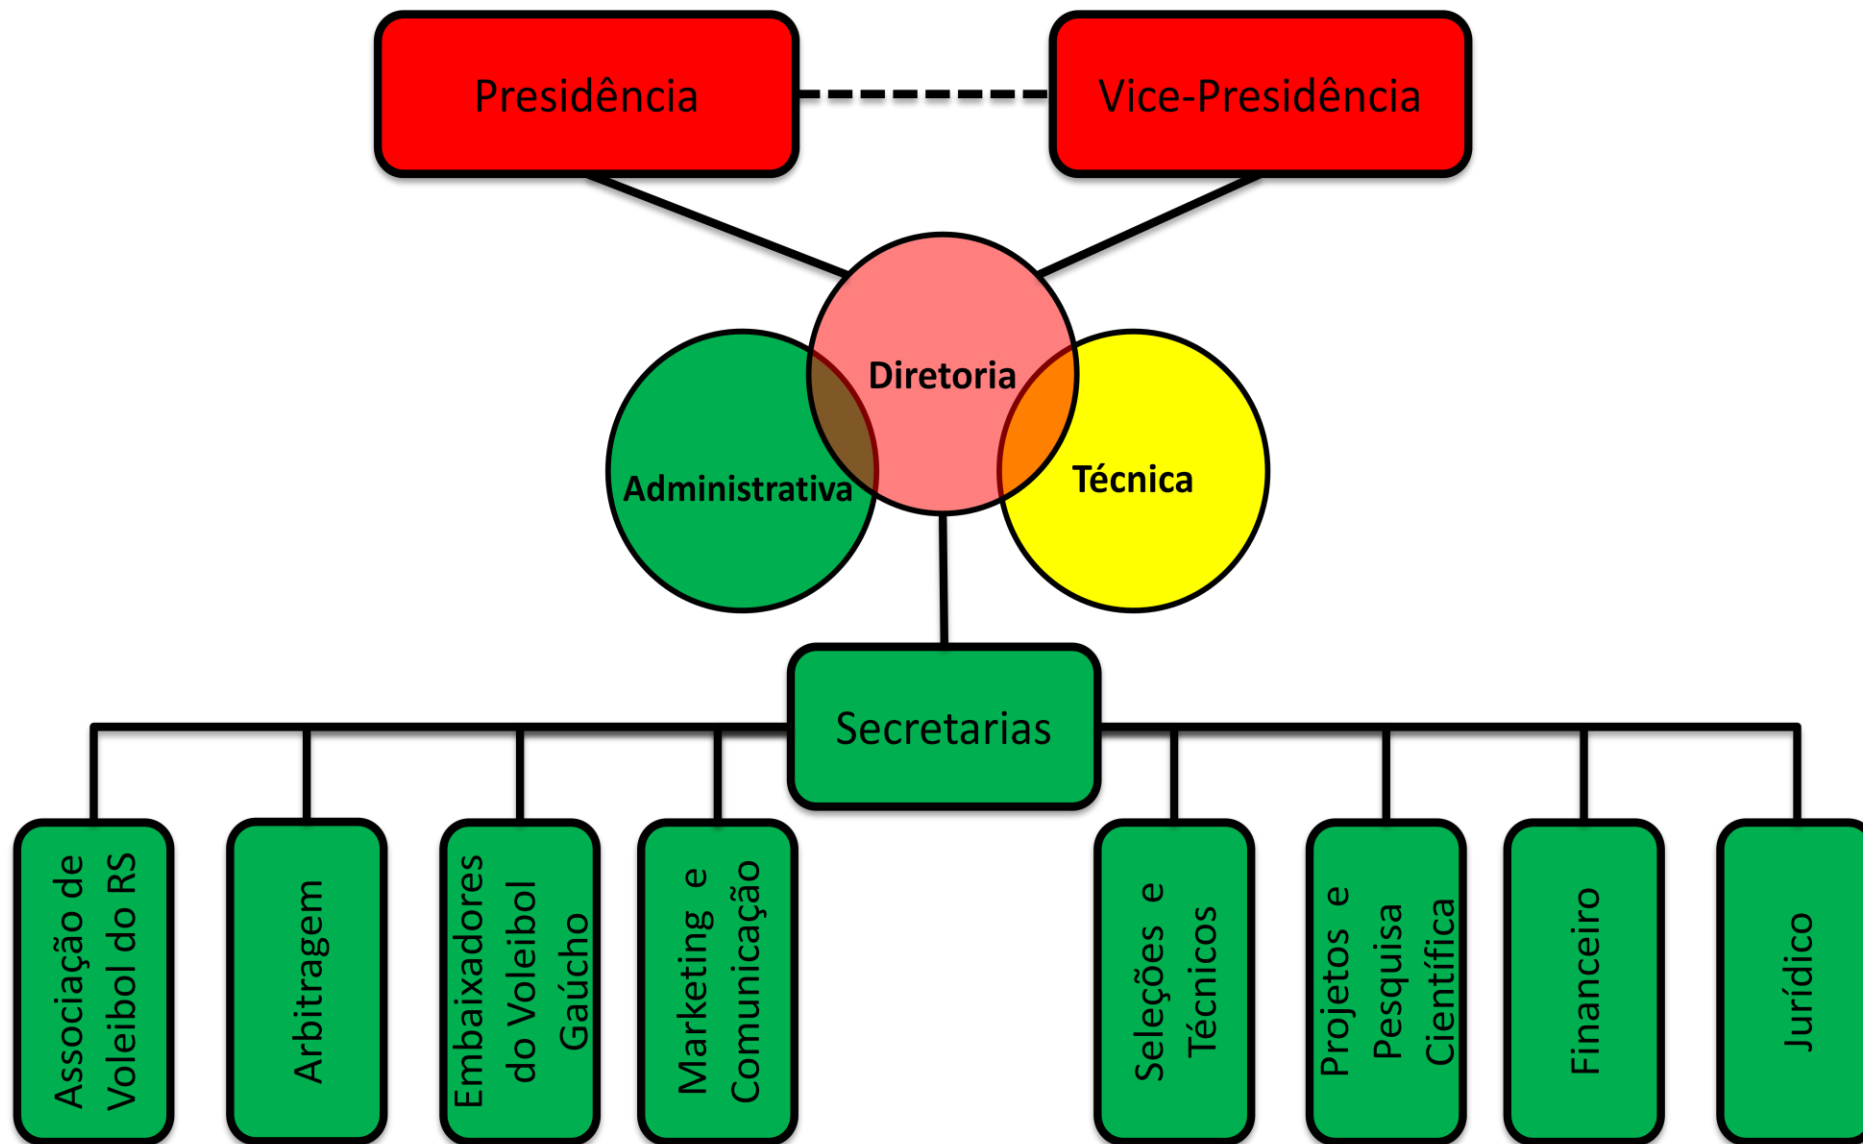 Presidência
Vice-Presidência
Diretoria
Administrativa
Técnica
Secretarias
Associação de
Voleibol do RS
Arbitragem
Embaixadores
do Voleibol
Gaúcho
Marketing e
Comunicação
Seleções e
Técnicos
Projetos e
Pesquisa
Científica
Financeiro
Jurídico